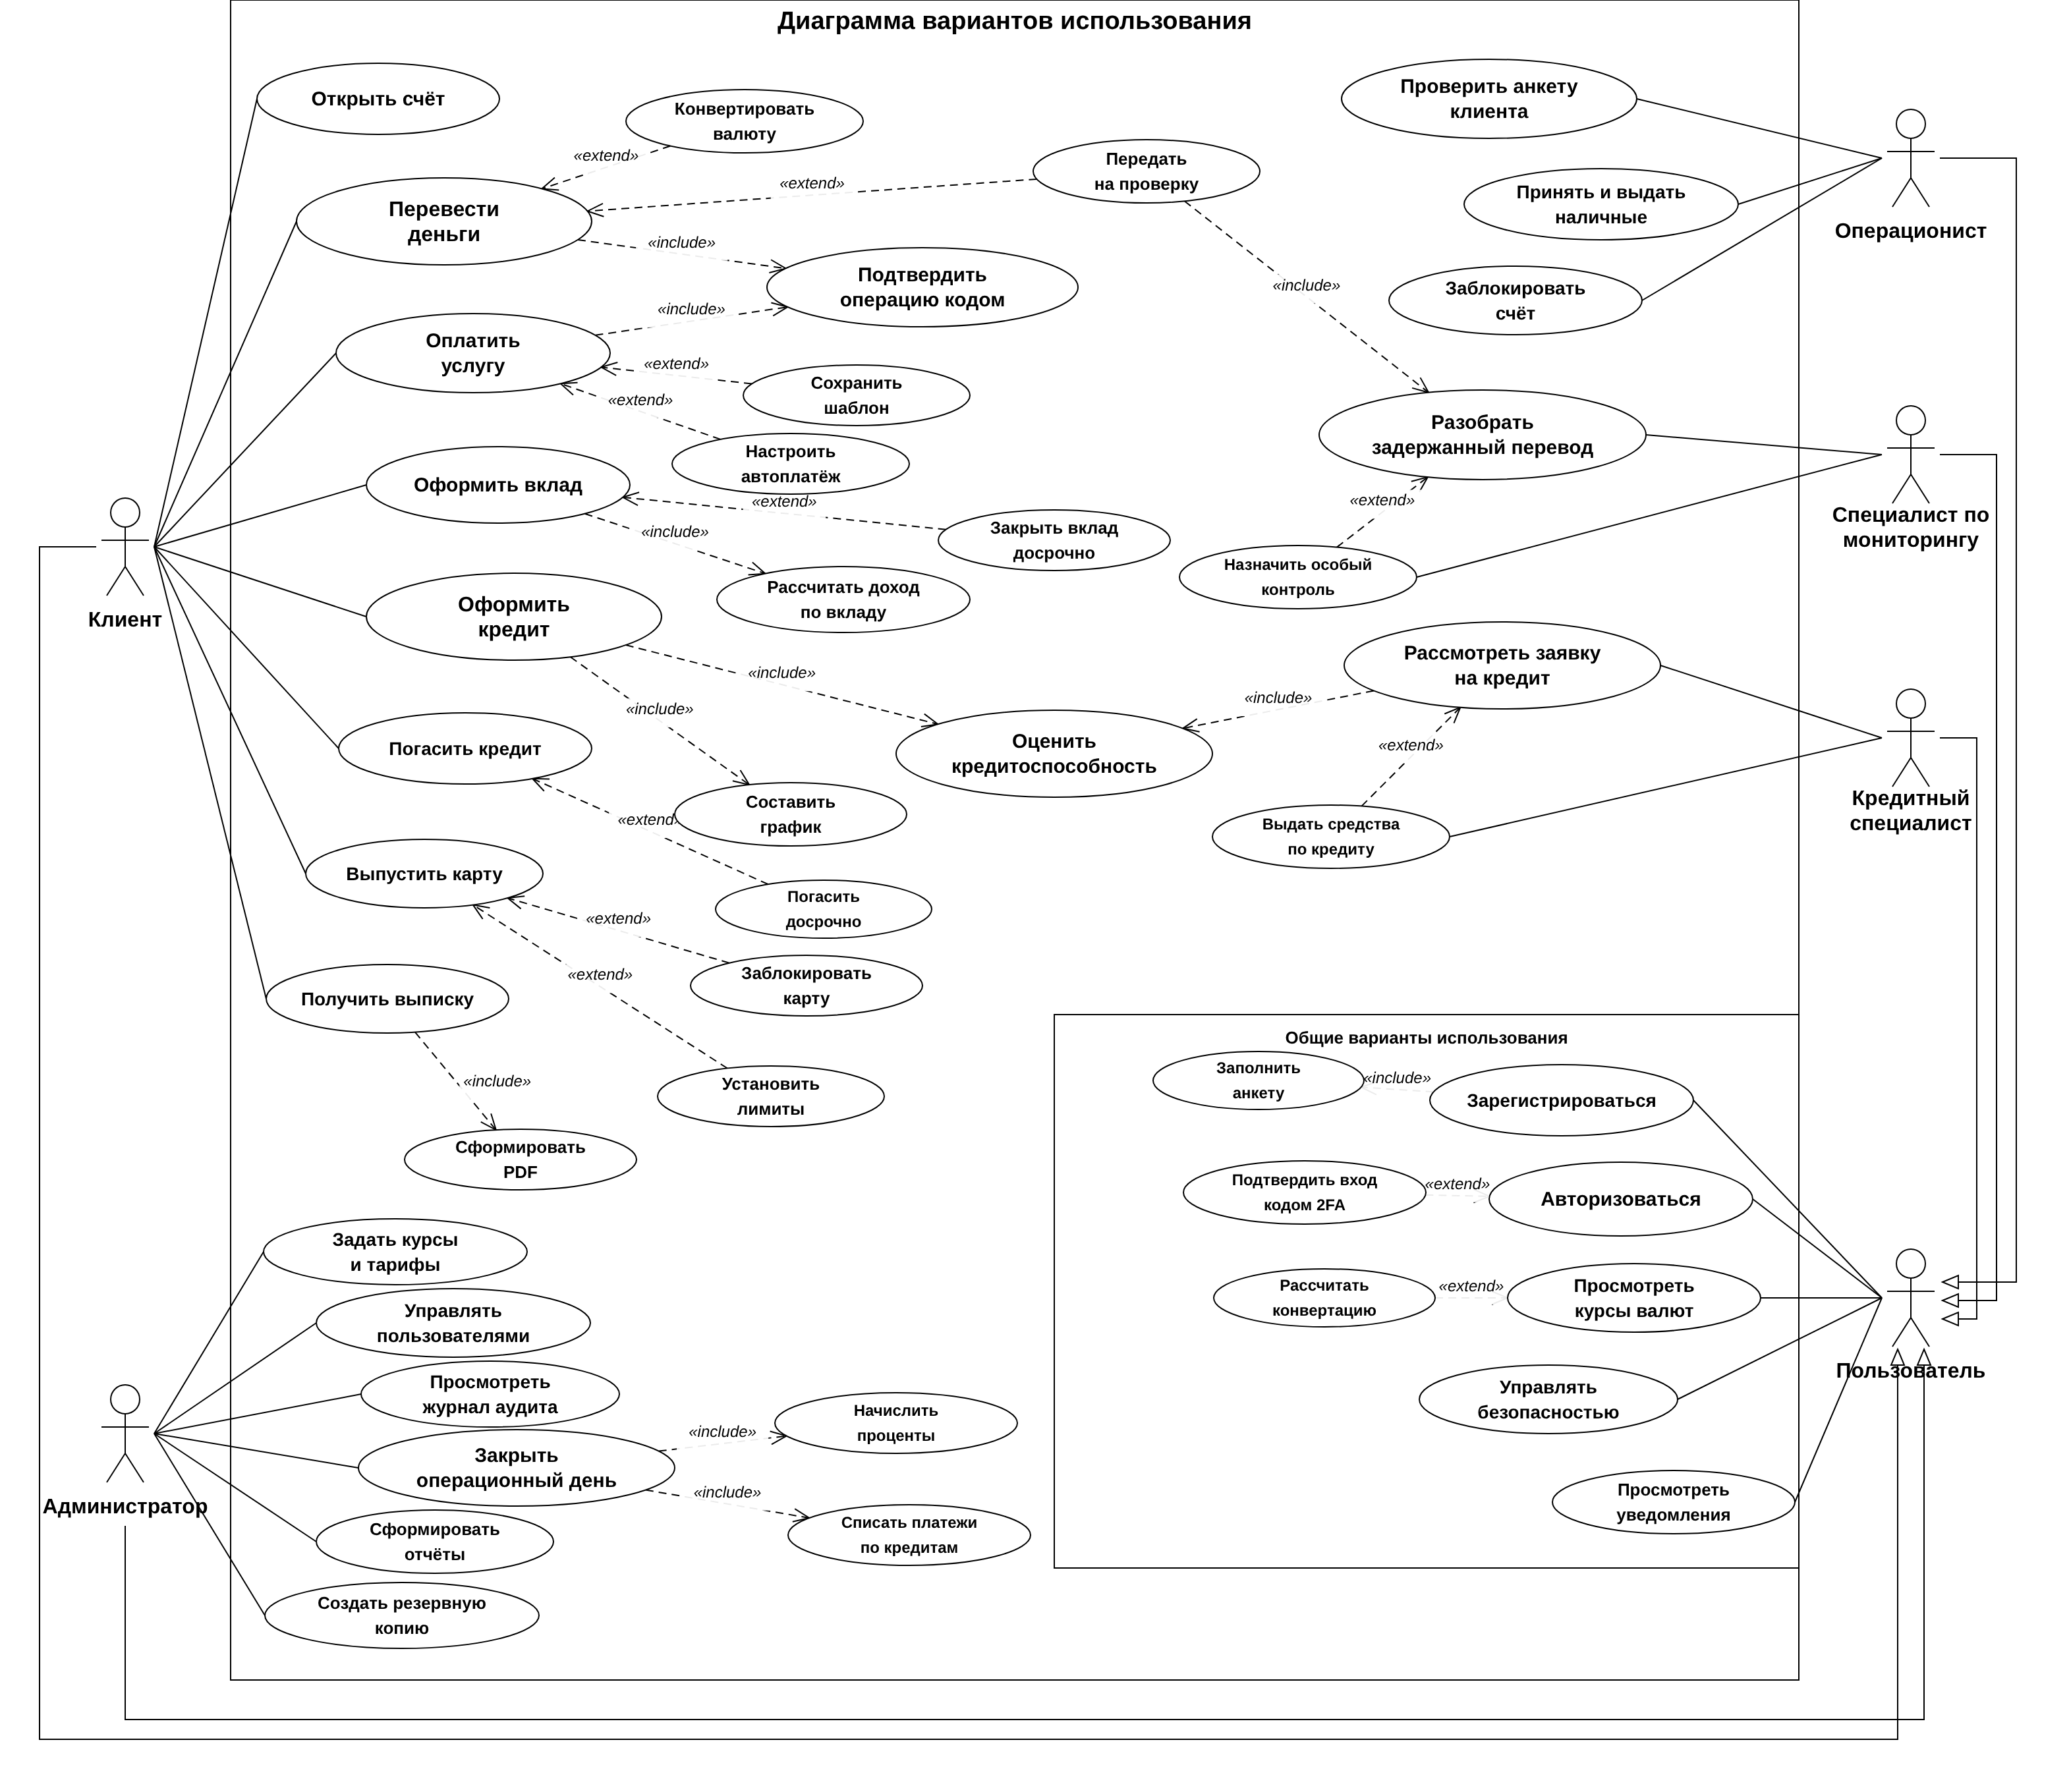 Диаграмма вариантов использования
Открыть счёт
Конвертировать
валюту
«extend»
Перевести
деньги
«extend»
Передать
на проверку
«include»
Подтвердить
операцию кодом
«include»
Оплатить
услугу
«extend»
Сохранить
шаблон
«extend»
Настроить
автоплатёж
Оформить вклад
«extend»
Закрыть вклад
досрочно
«include»
Рассчитать доход
по вкладу
Клиент
Оформить
кредит
«include»
«include»
Оценить
кредитоспособность
Погасить кредит
Составить
график
«extend»
Погасить
досрочно
Выпустить карту
«extend»
Заблокировать
карту
«extend»
Установить
лимиты
Получить выписку
«include»
Сформировать
PDF
Проверить анкету
клиента
Принять и выдать
наличные
Заблокировать
счёт
Операционист
«include»
Разобрать
задержанный перевод
«extend»
Назначить особый
контроль
Специалист по
мониторингу
Рассмотреть заявку
на кредит
«include»
«extend»
Выдать средства
по кредиту
Кредитный
специалист
Общие варианты использования
Заполнить
анкету
«include»
Зарегистрироваться
Подтвердить вход
кодом 2FA
«extend»
Авторизоваться
Рассчитать
конвертацию
«extend»
Просмотреть
курсы валют
Управлять
безопасностью
Просмотреть
уведомления
Пользователь
Задать курсы
и тарифы
Управлять
пользователями
Просмотреть
журнал аудита
Закрыть
операционный день
«include»
Начислить
проценты
«include»
Списать платежи
по кредитам
Администратор
Сформировать
отчёты
Создать резервную
копию